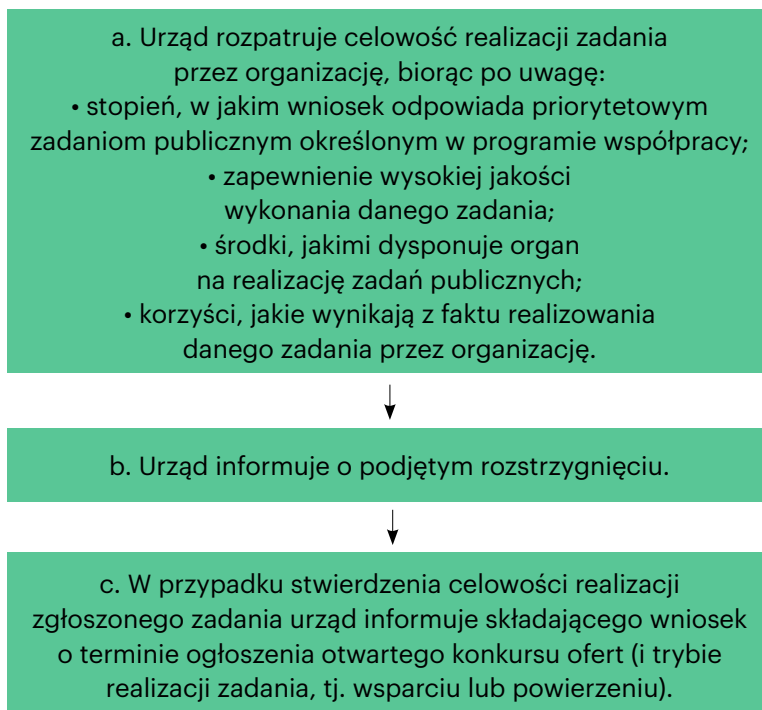 a. Urząd rozpatruje celowość realizacji zadania
przez organizację, biorąc po uwagę:
• stopień, w jakim wniosek odpowiada priorytetowym
zadaniom publicznym określonym w programie współpracy;
• zapewnienie wysokiej jakości
wykonania danego zadania;
• środki, jakimi dysponuje organ
na realizację zadań publicznych;
• korzyści, jakie wynikają z faktu realizowania
danego zadania przez organizację.
b. Urząd informuje o podjętym rozstrzygnięciu.
c. W przypadku stwierdzenia celowości realizacji
zgłoszonego zadania urząd informuje składającego wniosek
o terminie ogłoszenia otwartego konkursu ofert (i trybie
realizacji zadania, tj. wsparciu lub powierzeniu).